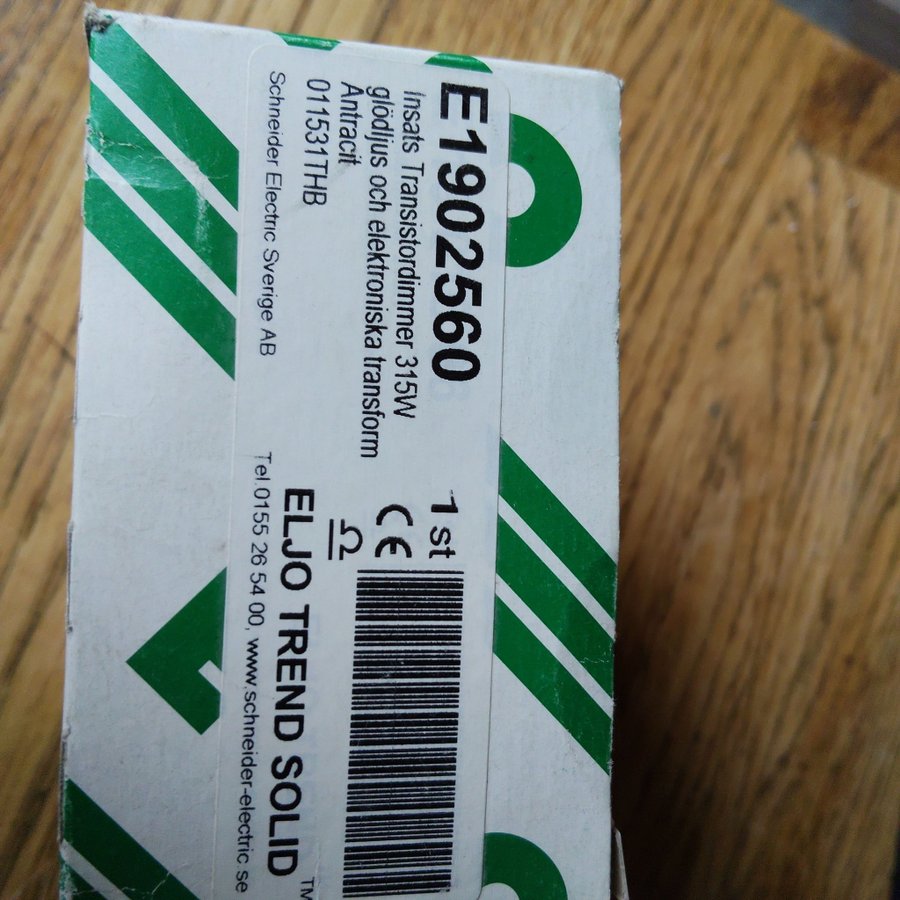 E1902560
Insats Transistordimmer 315W
glödljus och elektroniska transform
Antracit
011531THB
Schneider Electric Sverige AB
1 st
CE
ELJO TREND SOLID™
Tel.0155 26 54 00, www.schneider-electric.se